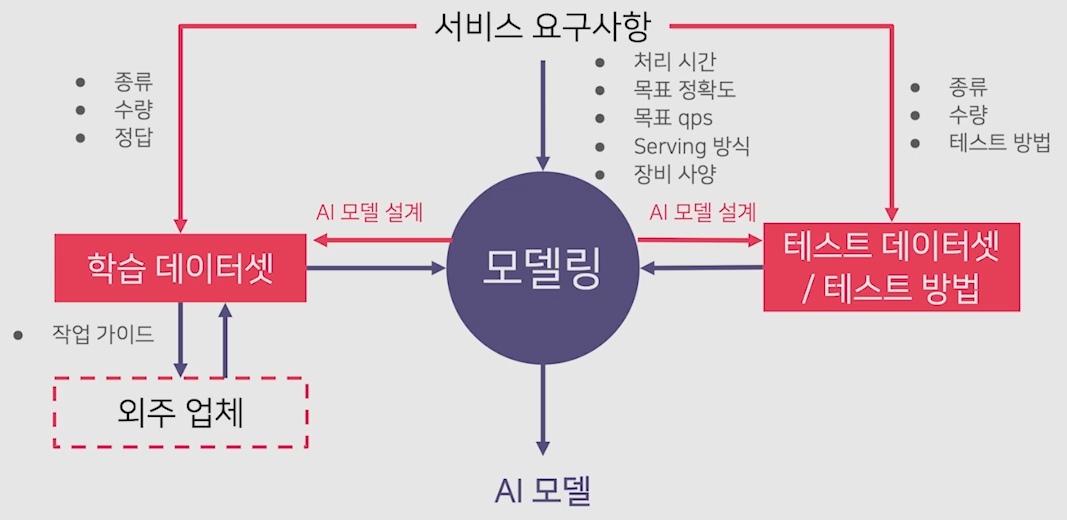 서비스 요구사항
처리 시간
목표 정확도
목표 qps
Serving 방식
장비 사양
종류
수량
정답
종류
수량
테스트 방법
AI 모델 설계
AI 모델 설계
학습 데이터셋
모델링
테스트 데이터셋
/ 테스트 방법
작업 가이드
외주 업체
AI 모델